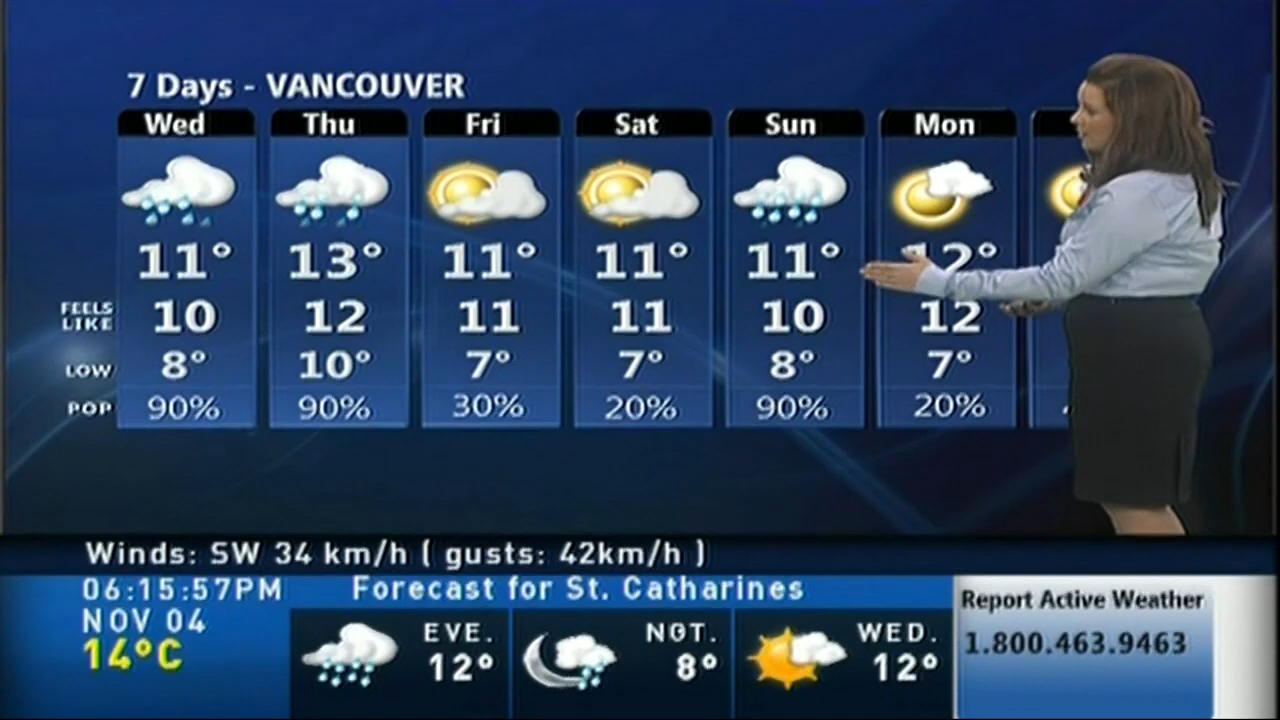 7 Days - VANCOUVER
Wed Thu Fri Sat Sun Mon
11° 13° 11° 11° 11° 12°
FEELS LIKE 10 12 11 11 10 12
LOW 8° 10° 7° 7° 8° 7°
POP 90% 90% 30% 20% 90% 20%
Winds: SW 34 km/h ( gusts: 42km/h )
06:15:57PM
NOV 04
14°C
Forecast for St. Catharines
EVE. 12°
NGT. 8°
WED. 12°
Report Active Weather
1.800.463.9463